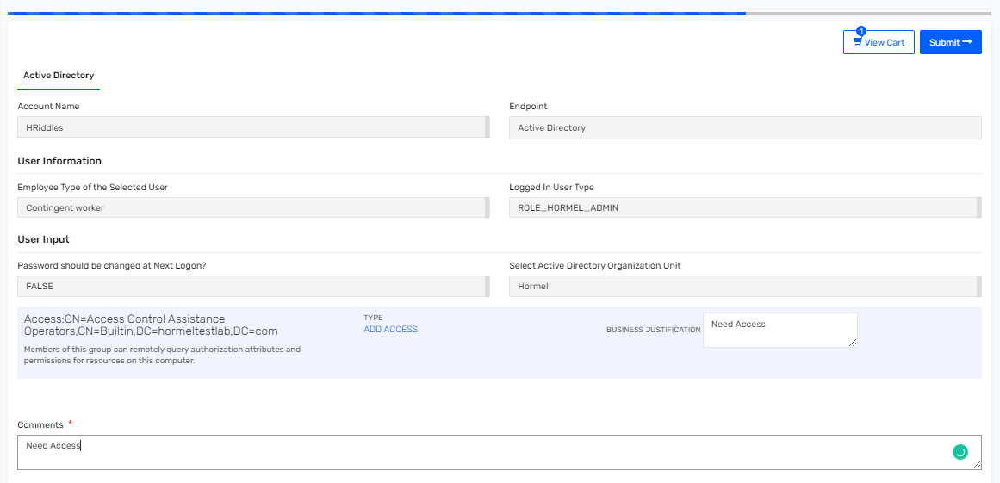 1
View Cart
Submit
Active Directory
Account Name
Endpoint
HRiddles
Active Directory
User Information
Employee Type of the Selected User
Logged In User Type
Contingent worker
ROLE_HORMEL_ADMIN
User Input
Password should be changed at Next Logon?
Select Active Directory Organization Unit
FALSE
Hormel
Access:CN=Access Control Assistance
Operators,CN=Builtin,DC=hormeltestlab,DC=com
Members of this group can remotely query authorization attributes and
permissions for resources on this computer.
TYPE
ADD ACCESS
BUSINESS JUSTIFICATION
Need Access
Comments *
Need Access